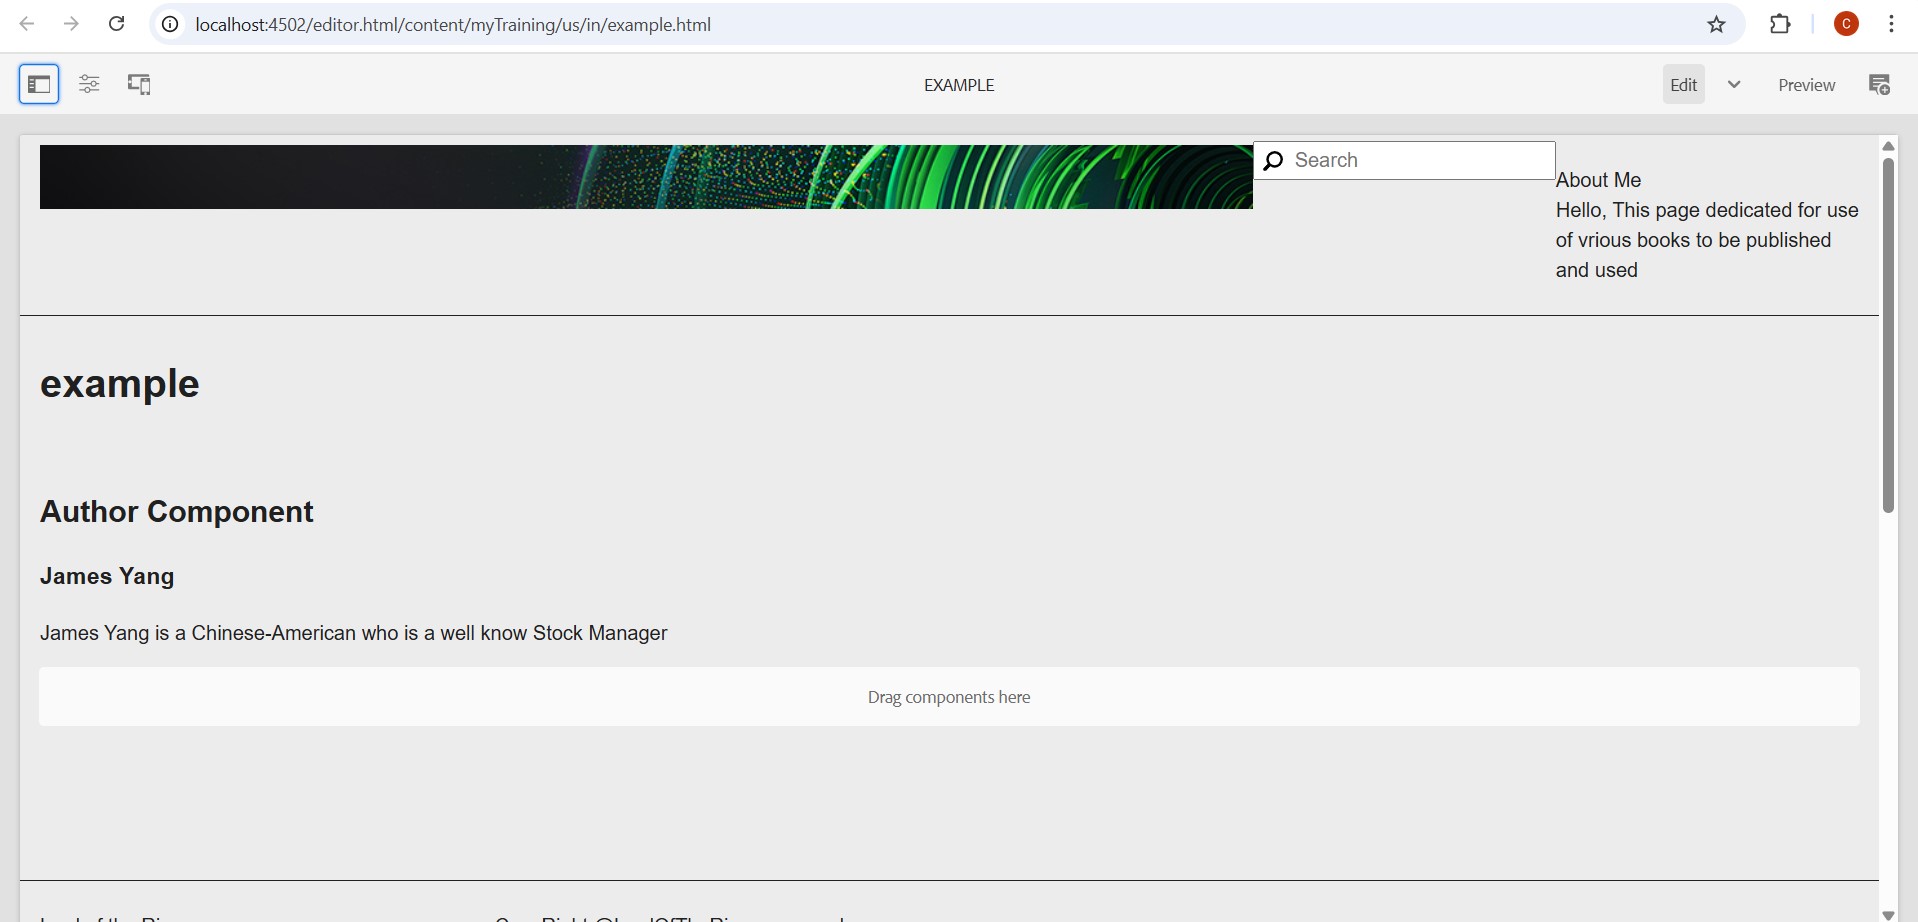 localhost:4502/editor.html/content/myTraining/us/in/example.html
C
EXAMPLE
Edit
Preview
Search
About Me
Hello, This page dedicated for use
of vrious books to be published
and used
example
Author Component
James Yang
James Yang is a Chinese-American who is a well know Stock Manager
Drag components here